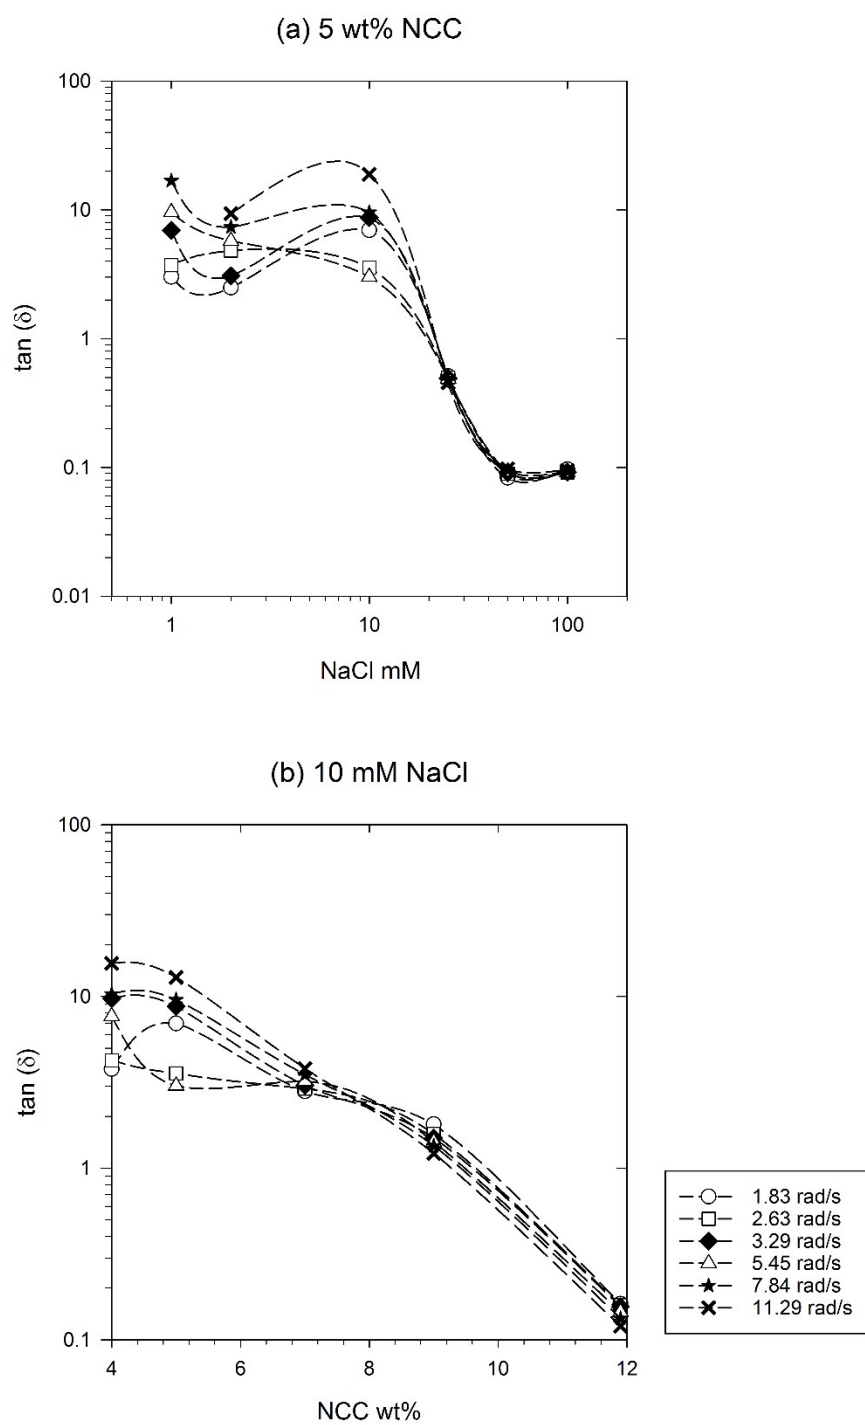 (a) 5 wt% NCC
100
10
1
0.1
0.01
tan (δ)
1 10 100
NaCl mM
(b) 10 mM NaCl
100
10
1
0.1
tan (δ)
4 6 8 10 12
NCC wt%
1.83 rad/s
2.63 rad/s
3.29 rad/s
5.45 rad/s
7.84 rad/s
11.29 rad/s